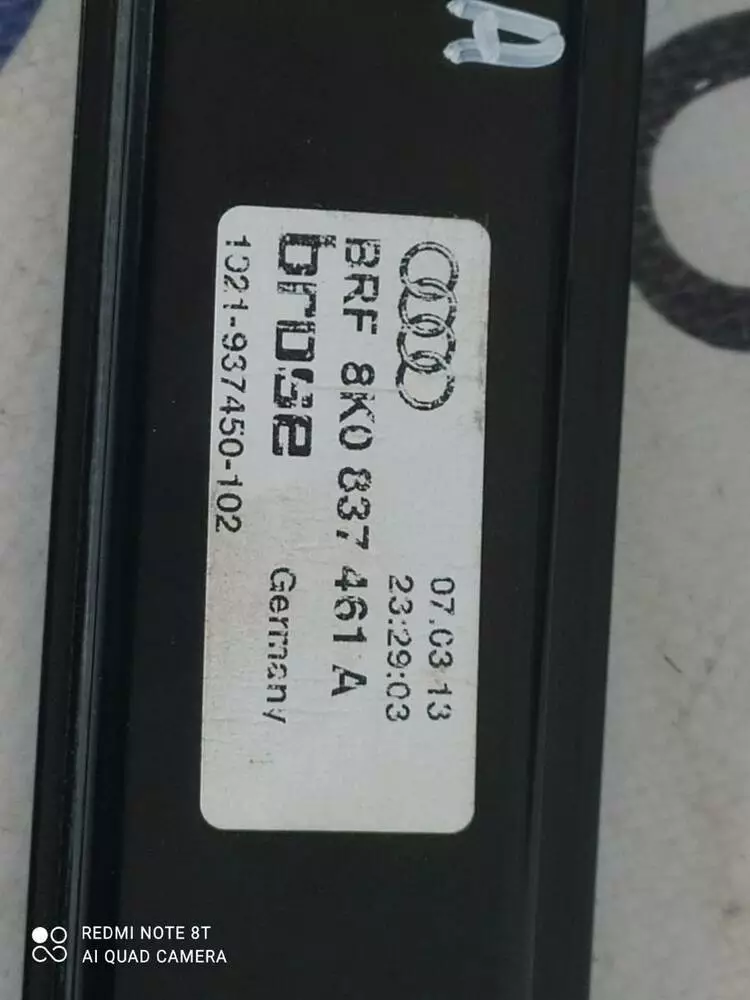 A
07.03.13
23:29:03
BRF 8K0 837 461 A
brose
Germany
1021-937450-102
REDMI NOTE 8T
AI QUAD CAMERA